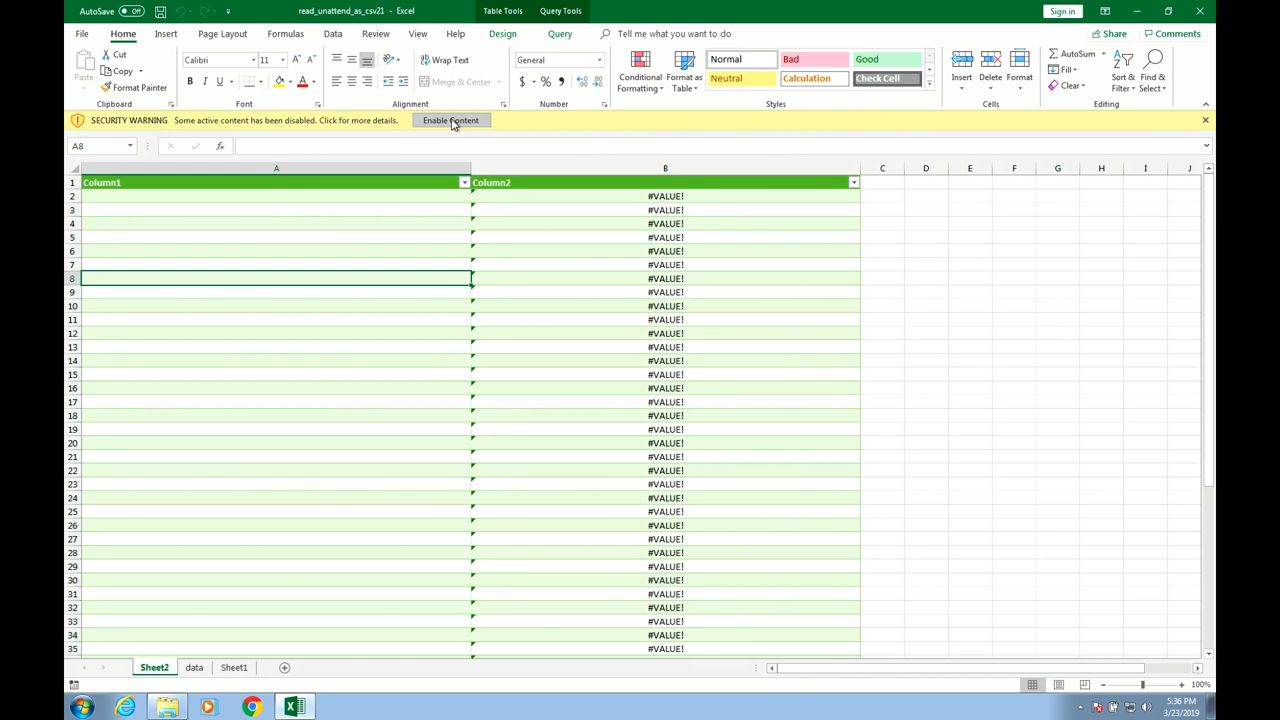 AutoSave Off read_unattend_as_csv21 - Excel Table Tools Query Tools Sign in
File Home Insert Page Layout Formulas Data Review View Help Design Query Tell me what you want to do Share Comments
Paste Cut Copy Format Painter Clipboard
Calibri 11 A A B I U A Font
ab Wrap Text Merge & Center Alignment
General $ % , Number
Conditional Formatting Format as Table Normal Bad Good Neutral Calculation Check Cell Styles
Insert Delete Format Cells
AutoSum Fill Clear Sort & Filter Find & Select Editing
SECURITY WARNING Some active content has been disabled. Click for more details. Enable Content
A8 fx
A B C D E F G H I J
1 Column1 Column2
2 #VALUE!
3 #VALUE!
4 #VALUE!
5 #VALUE!
6 #VALUE!
7 #VALUE!
8 #VALUE!
9 #VALUE!
10 #VALUE!
11 #VALUE!
12 #VALUE!
13 #VALUE!
14 #VALUE!
15 #VALUE!
16 #VALUE!
17 #VALUE!
18 #VALUE!
19 #VALUE!
20 #VALUE!
21 #VALUE!
22 #VALUE!
23 #VALUE!
24 #VALUE!
25 #VALUE!
26 #VALUE!
27 #VALUE!
28 #VALUE!
29 #VALUE!
30 #VALUE!
31 #VALUE!
32 #VALUE!
33 #VALUE!
34 #VALUE!
35 #VALUE!
Sheet2 data Sheet1
100%
5:36 PM
3/23/2019